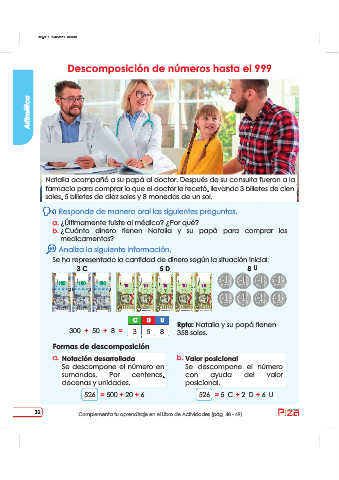 Descomposición de números hasta el 999
Aritmética
Natalia acompañó a su papá al doctor. Después de su consulta fueron a la
farmacia para comprar lo que el doctor le recetó, llevando 3 billetes de cien
soles, 5 billetes de diez soles y 8 monedas de un sol.
Responde de manera oral las siguientes preguntas.
a. ¿Últimamente fuiste al médico? ¿Por qué?
b. ¿Cuánto dinero tienen Natalia y su papá para comprar los
medicamentos?
Analiza la siguiente información.
Se ha representado la cantidad de dinero según la situación inicial:
3 C 5 D 8 U
C D U
300 + 50 + 8 = 3 5 8
Rpta: Natalia y su papá tienen
358 soles.
Formas de descomposición
a. Notación desarrollada
Se descompone el número en
sumandos. Por centenas,
decenas y unidades.
526 = 500 + 20 + 6
b. Valor posicional
Se descompone el número
con ayuda del valor
posicional.
526 = 5 C + 2 D + 6 U
Complementa tu aprendizaje en el Libro de Actividades (pág. 46 - 49)